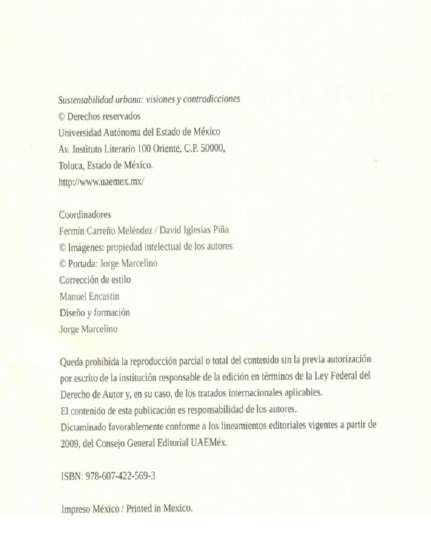 Sustentabilidad urbana: visiones y contradicciones
© Derechos reservados
Universidad Autónoma del Estado de México
Av. Instituto Literario 100 Oriente, C.P. 50000,
Toluca, Estado de México.
http://www.uaemex.mx/
Coordinadores
Fermín Carreño Meléndez / David Iglesias Piña
© Imágenes: propiedad intelectual de los autores
© Portada: Jorge Marcelino
Corrección de estilo
Manuel Encastin
Diseño y formación
Jorge Marcelino
Queda prohibida la reproducción parcial o total del contenido sin la previa autorización
por escrito de la institución responsable de la edición en términos de la Ley Federal del
Derecho de Autor y, en su caso, de los tratados internacionales aplicables.
El contenido de esta publicación es responsabilidad de los autores.
Dictaminado favorablemente conforme a los lineamientos editoriales vigentes a partir de
2009, del Consejo General Editorial UAEMéx.
ISBN: 978-607-422-569-3
Impreso México / Printed in Mexico.